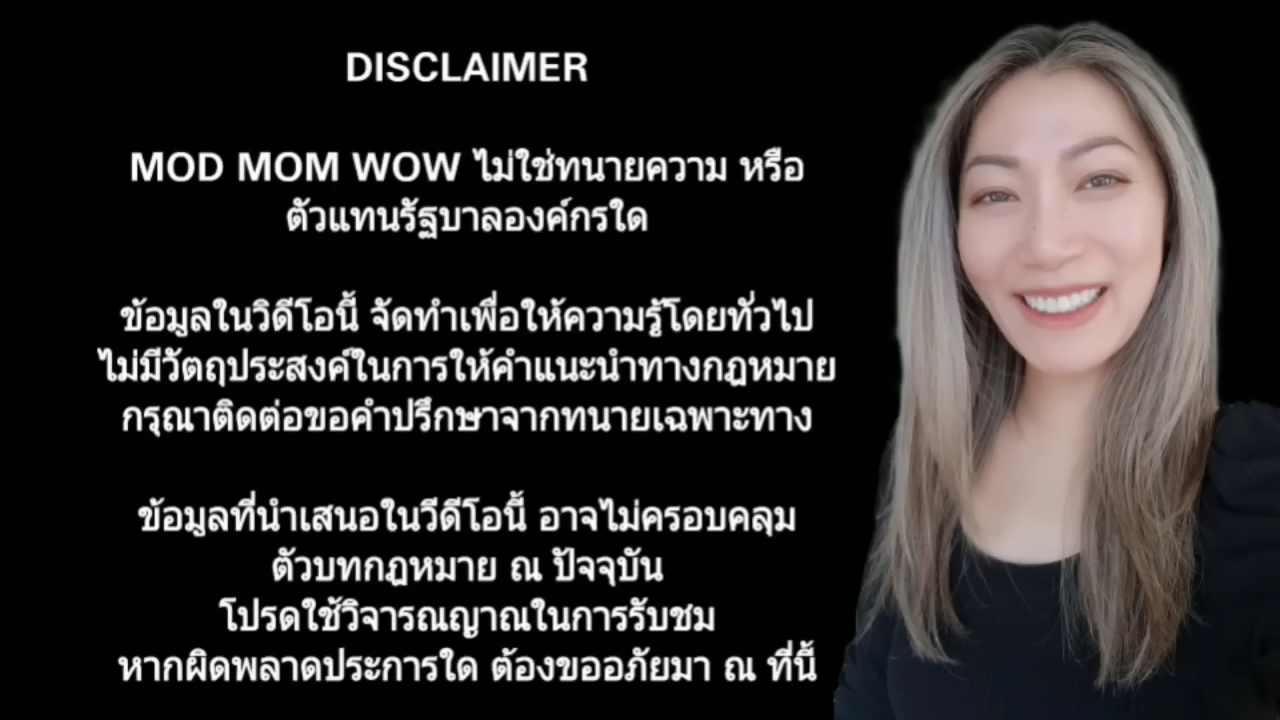 DISCLAIMER
MOD MOM WOW ไม่ใช่ทนายความ หรือ
ตัวแทนรัฐบาลองค์กรใด
ข้อมูลในวิดีโอนี้ จัดทำเพื่อให้ความรู้โดยทั่วไป
ไม่มีวัตถุประสงค์ในการให้คำแนะนำทางกฎหมาย
กรุณาติดต่อขอคำปรึกษาจากทนายเฉพาะทาง
ข้อมูลที่นำเสนอในวีดีโอนี้ อาจไม่ครอบคลุม
ตัวบทกฎหมาย ณ ปัจจุบัน
โปรดใช้วิจารณญาณในการรับชม
หากผิดพลาดประการใด ต้องขออภัยมา ณ ที่นี้